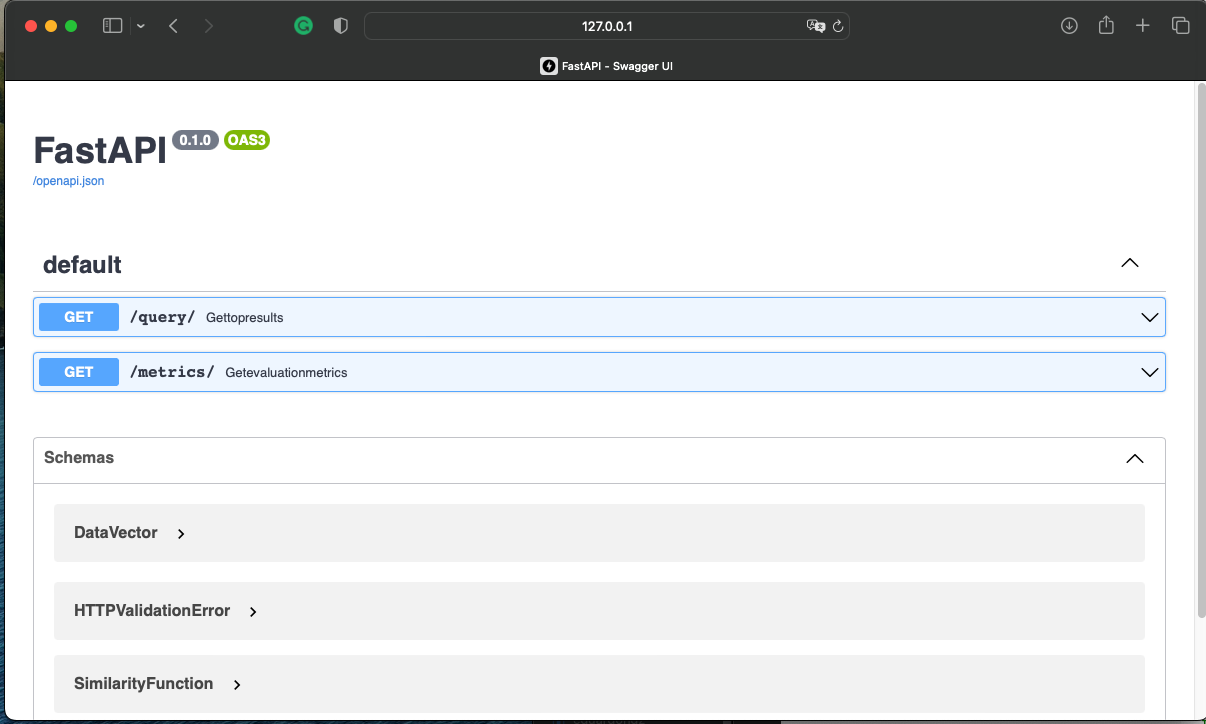 127.0.0.1
FastAPI - Swagger UI
FastAPI 0.1.0 OAS3
/openapi.json
default
GET /query/ Gettopresults
GET /metrics/ Getevaluationmetrics
Schemas
DataVector
HTTPValidationError
SimilarityFunction